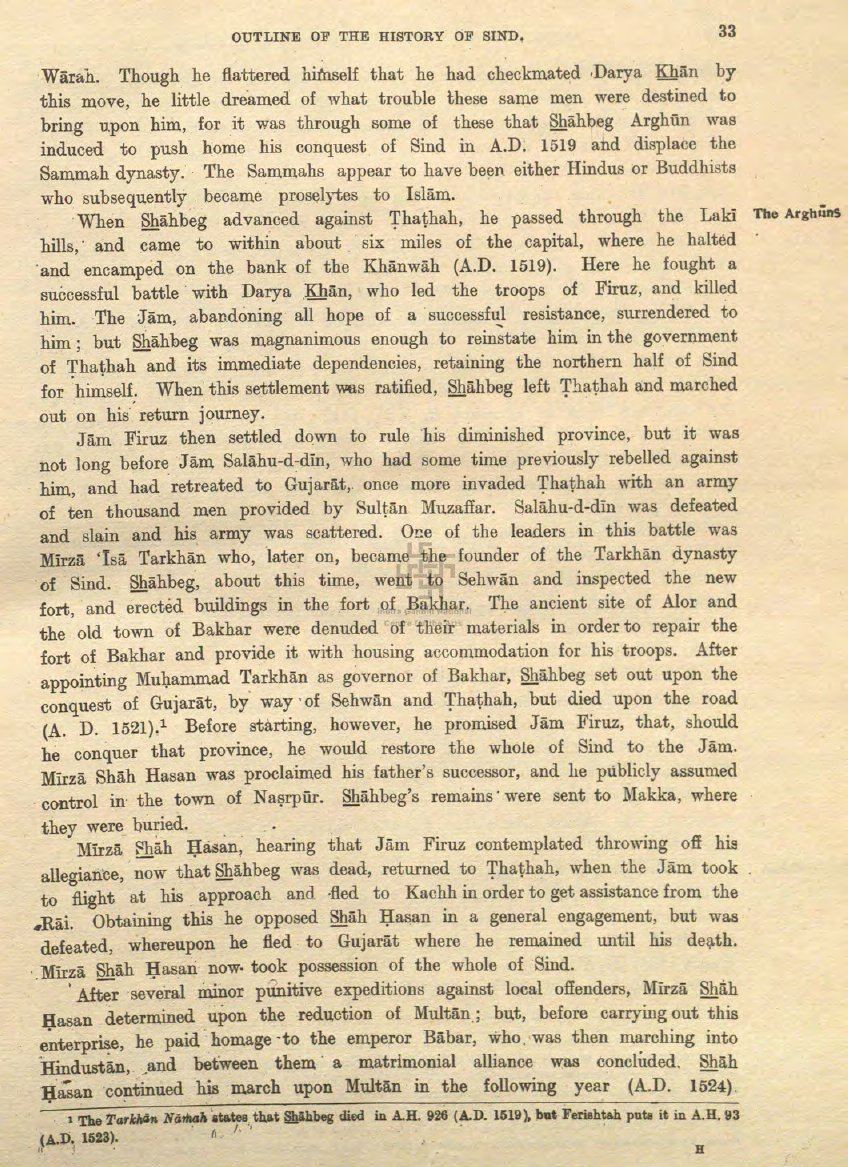 OUTLINE OF THE HISTORY OF SIND.
33
Wārah. Though he flattered himself that he had checkmated Darya Khān by
this move, he little dreamed of what trouble these same men were destined to
bring upon him, for it was through some of these that Shāhbeg Arghūn was
induced to push home his conquest of Sind in A.D. 1519 and displace the
Sammah dynasty. The Sammahs appear to have been either Hindus or Buddhists
who subsequently became proselytes to Islām.
The Arghūns
When Shāhbeg advanced against Ṭhaṭhah, he passed through the Lakī
hills, and came to within about six miles of the capital, where he halted
and encamped on the bank of the Khānwāh (A.D. 1519). Here he fought a
successful battle with Darya Khān, who led the troops of Firuz, and killed
him. The Jām, abandoning all hope of a successful resistance, surrendered to
him; but Shāhbeg was magnanimous enough to reinstate him in the government
of Ṭhaṭhah and its immediate dependencies, retaining the northern half of Sind
for himself. When this settlement was ratified, Shāhbeg left Ṭhaṭhah and marched
out on his return journey.
Jām Firuz then settled down to rule his diminished province, but it was
not long before Jām Salāhu-d-dīn, who had some time previously rebelled against
him, and had retreated to Gujarāt, once more invaded Ṭhaṭhah with an army
of ten thousand men provided by Sulṭān Muzaffar. Salāhu-d-dīn was defeated
and slain and his army was scattered. One of the leaders in this battle was
Mīrzā ‘Īsā Tarkhān who, later on, became the founder of the Tarkhān dynasty
of Sind. Shāhbeg, about this time, went to Sehwān and inspected the new
fort, and erected buildings in the fort of Bakhar. The ancient site of Alor and
the old town of Bakhar were denuded of their materials in order to repair the
fort of Bakhar and provide it with housing accommodation for his troops. After
appointing Muḥammad Tarkhān as governor of Bakhar, Shāhbeg set out upon the
conquest of Gujarāt, by way of Sehwān and Ṭhaṭhah, but died upon the road
(A. D. 1521).¹ Before starting, however, he promised Jām Firuz, that, should
he conquer that province, he would restore the whole of Sind to the Jām.
Mīrzā Shāh Hasan was proclaimed his father's successor, and he publicly assumed
control in the town of Naṣrpūr. Shāhbeg's remains were sent to Makka, where
they were buried.
Mīrzā Shāh Ḥasan, hearing that Jām Firuz contemplated throwing off his
allegiance, now that Shāhbeg was dead, returned to Ṭhaṭhah, when the Jām took
to flight at his approach and fled to Kachh in order to get assistance from the
Rāi. Obtaining this he opposed Shāh Ḥasan in a general engagement, but was
defeated, whereupon he fled to Gujarāt where he remained until his death.
Mīrzā Shāh Ḥasan now took possession of the whole of Sind.
After several minor punitive expeditions against local offenders, Mīrzā Shāh
Ḥasan determined upon the reduction of Multān; but, before carrying out this
enterprise, he paid homage to the emperor Bābar, who was then marching into
Hindustān, and between them a matrimonial alliance was concluded. Shāh
Ḥasan continued his march upon Multān in the following year (A.D. 1524).
¹ The Tarkhān Nāmah states that Shāhbeg died in A.H. 926 (A.D. 1519), but Ferishtah puts it in A.H. 93
(A.D. 1523).
H